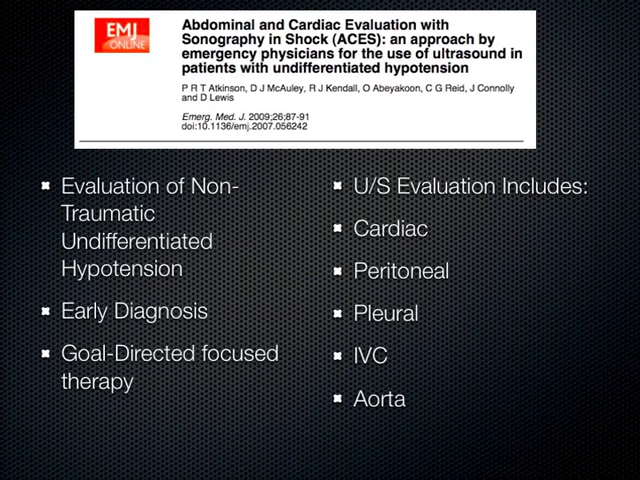 EMJ
ONLINE
Abdominal and Cardiac Evaluation with
Sonography in Shock (ACES): an approach by
emergency physicians for the use of ultrasound in
patients with undifferentiated hypotension
P R T Atkinson, D J McAuley, R J Kendall, O Abeyakoon, C G Reid, J Connolly
and D Lewis
Emerg. Med. J. 2009;26;87-91
doi:10.1136/emj.2007.056242
Evaluation of Non-
Traumatic
Undifferentiated
Hypotension
Early Diagnosis
Goal-Directed focused
therapy
U/S Evaluation Includes:
Cardiac
Peritoneal
Pleural
IVC
Aorta